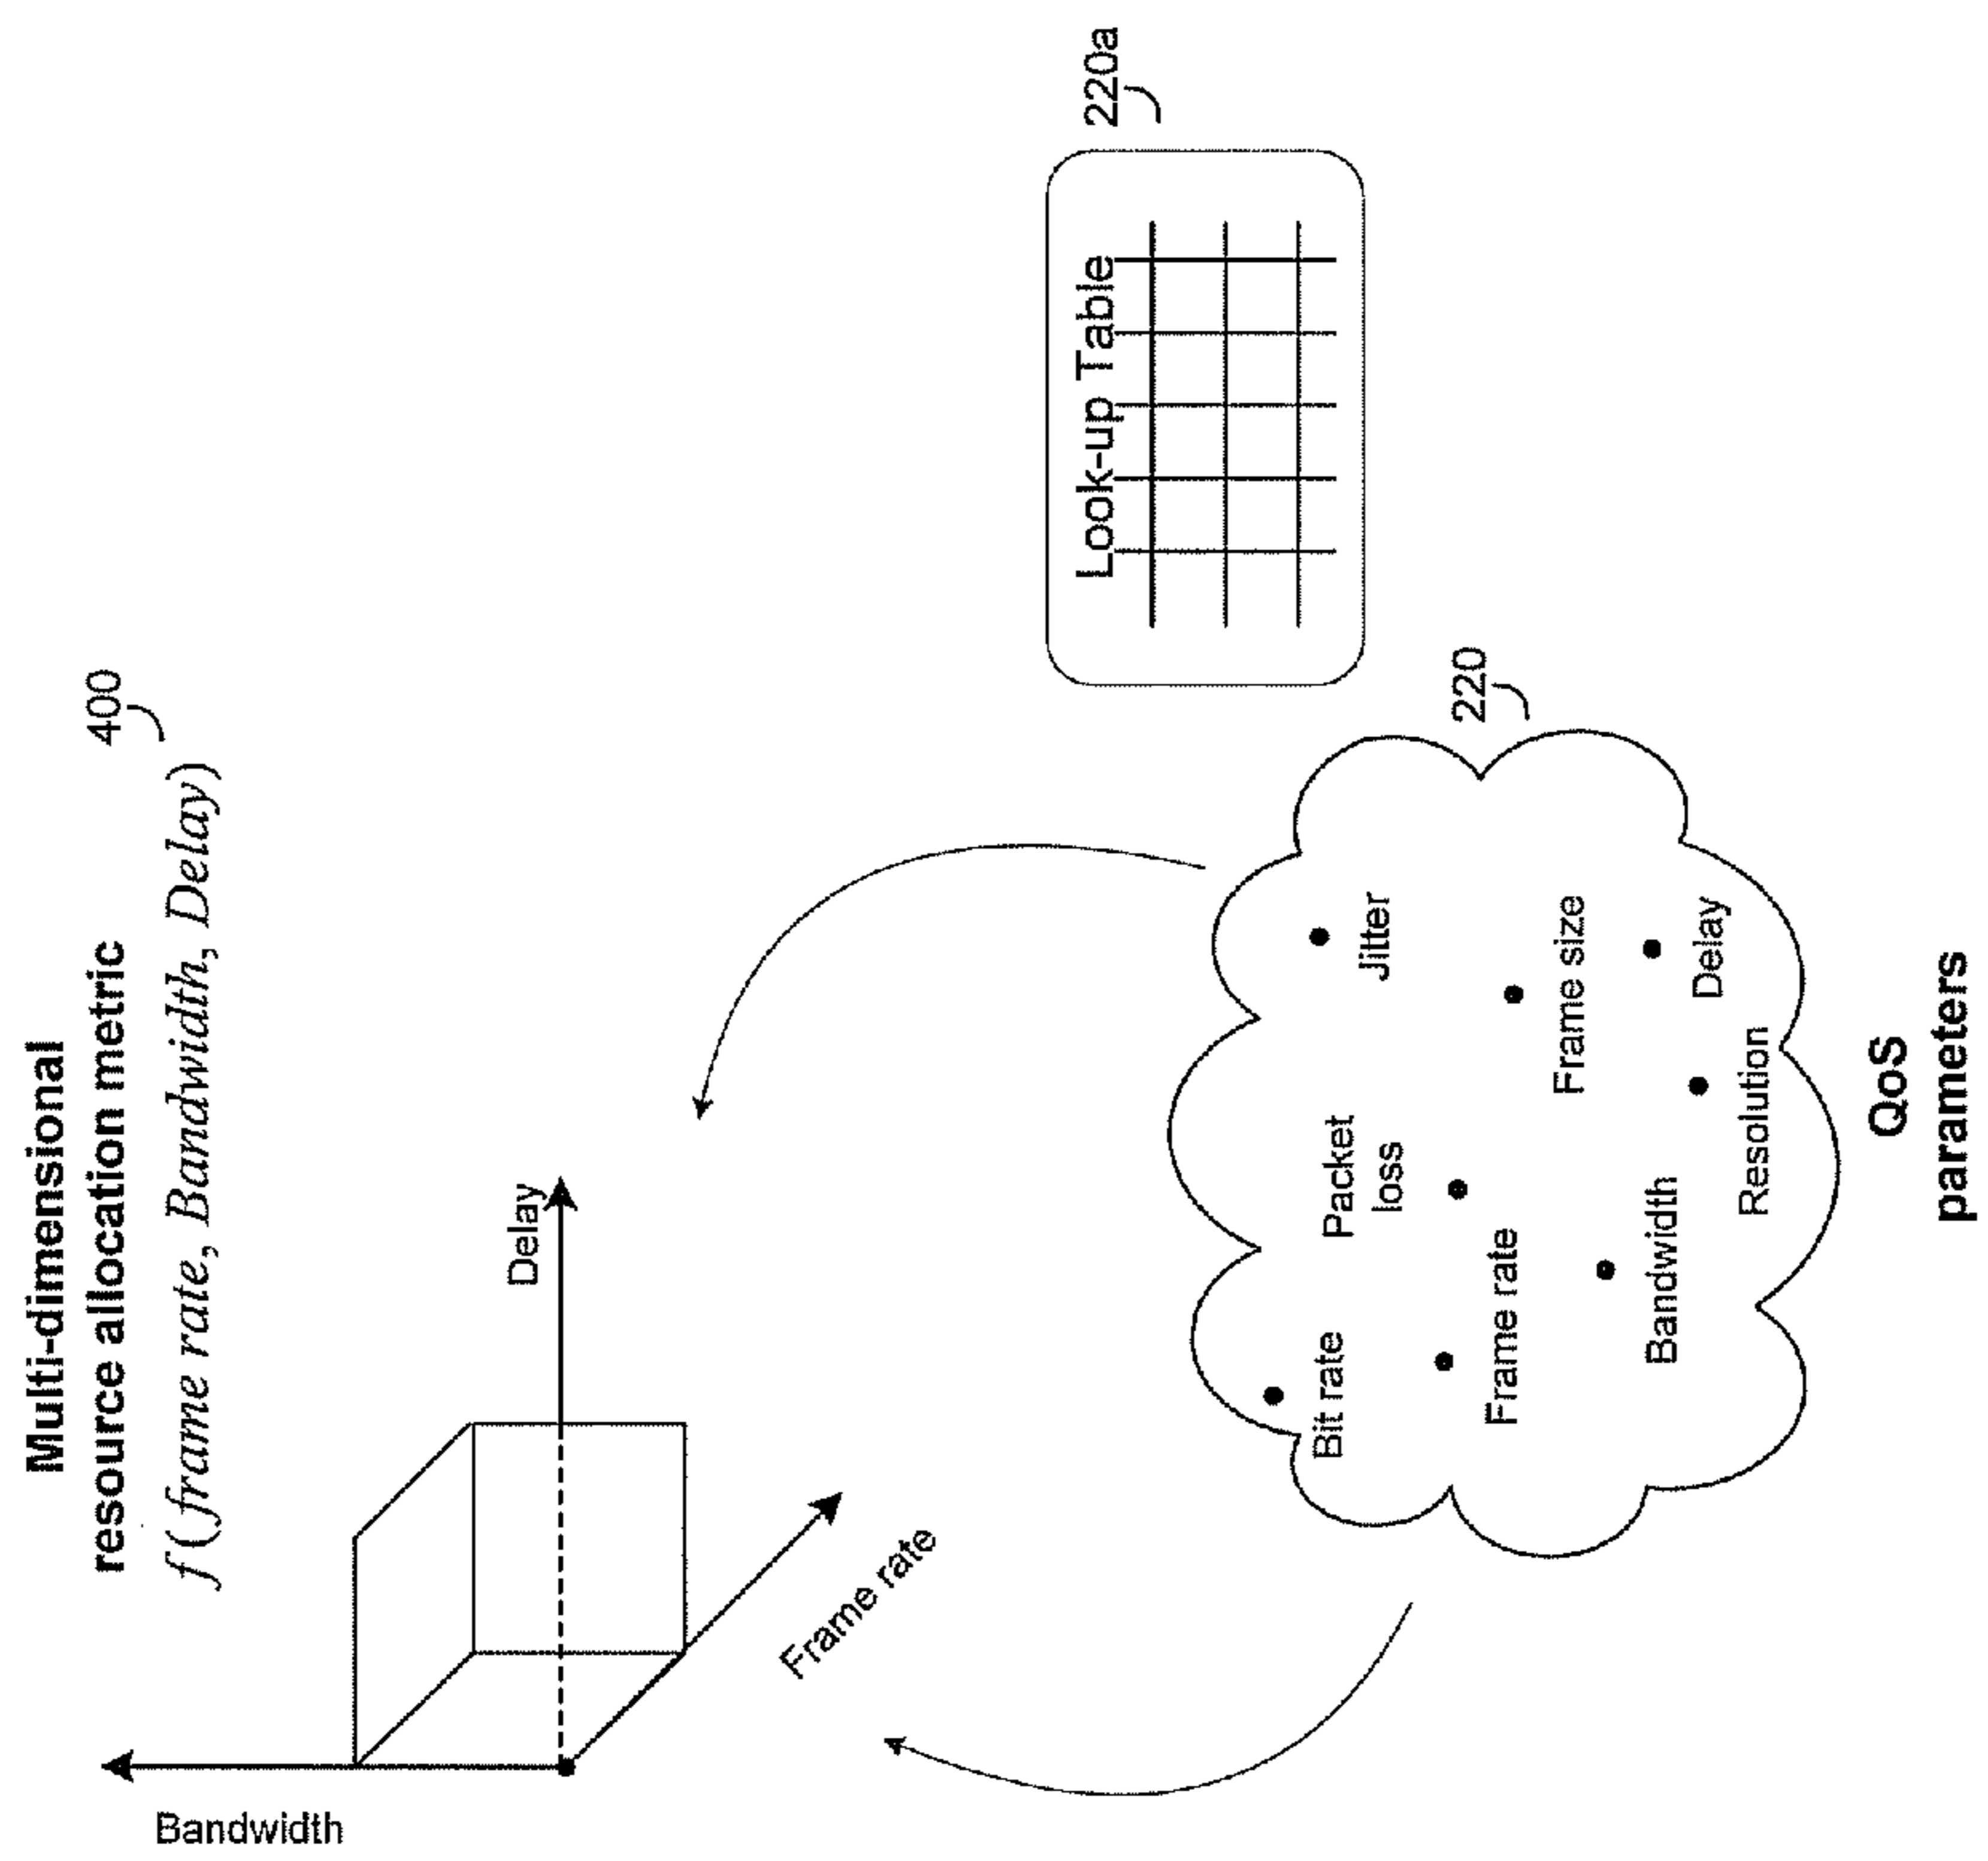 Multi-dimensional
resource allocation metric
400
f(frame rate, Bandwidth, Delay)
Bandwidth
Delay
Frame rate
Look-up Table
220a
220
Bit rate
Packet
loss
Jitter
Frame rate
Frame size
Bandwidth
Delay
Resolution
QoS
parameters